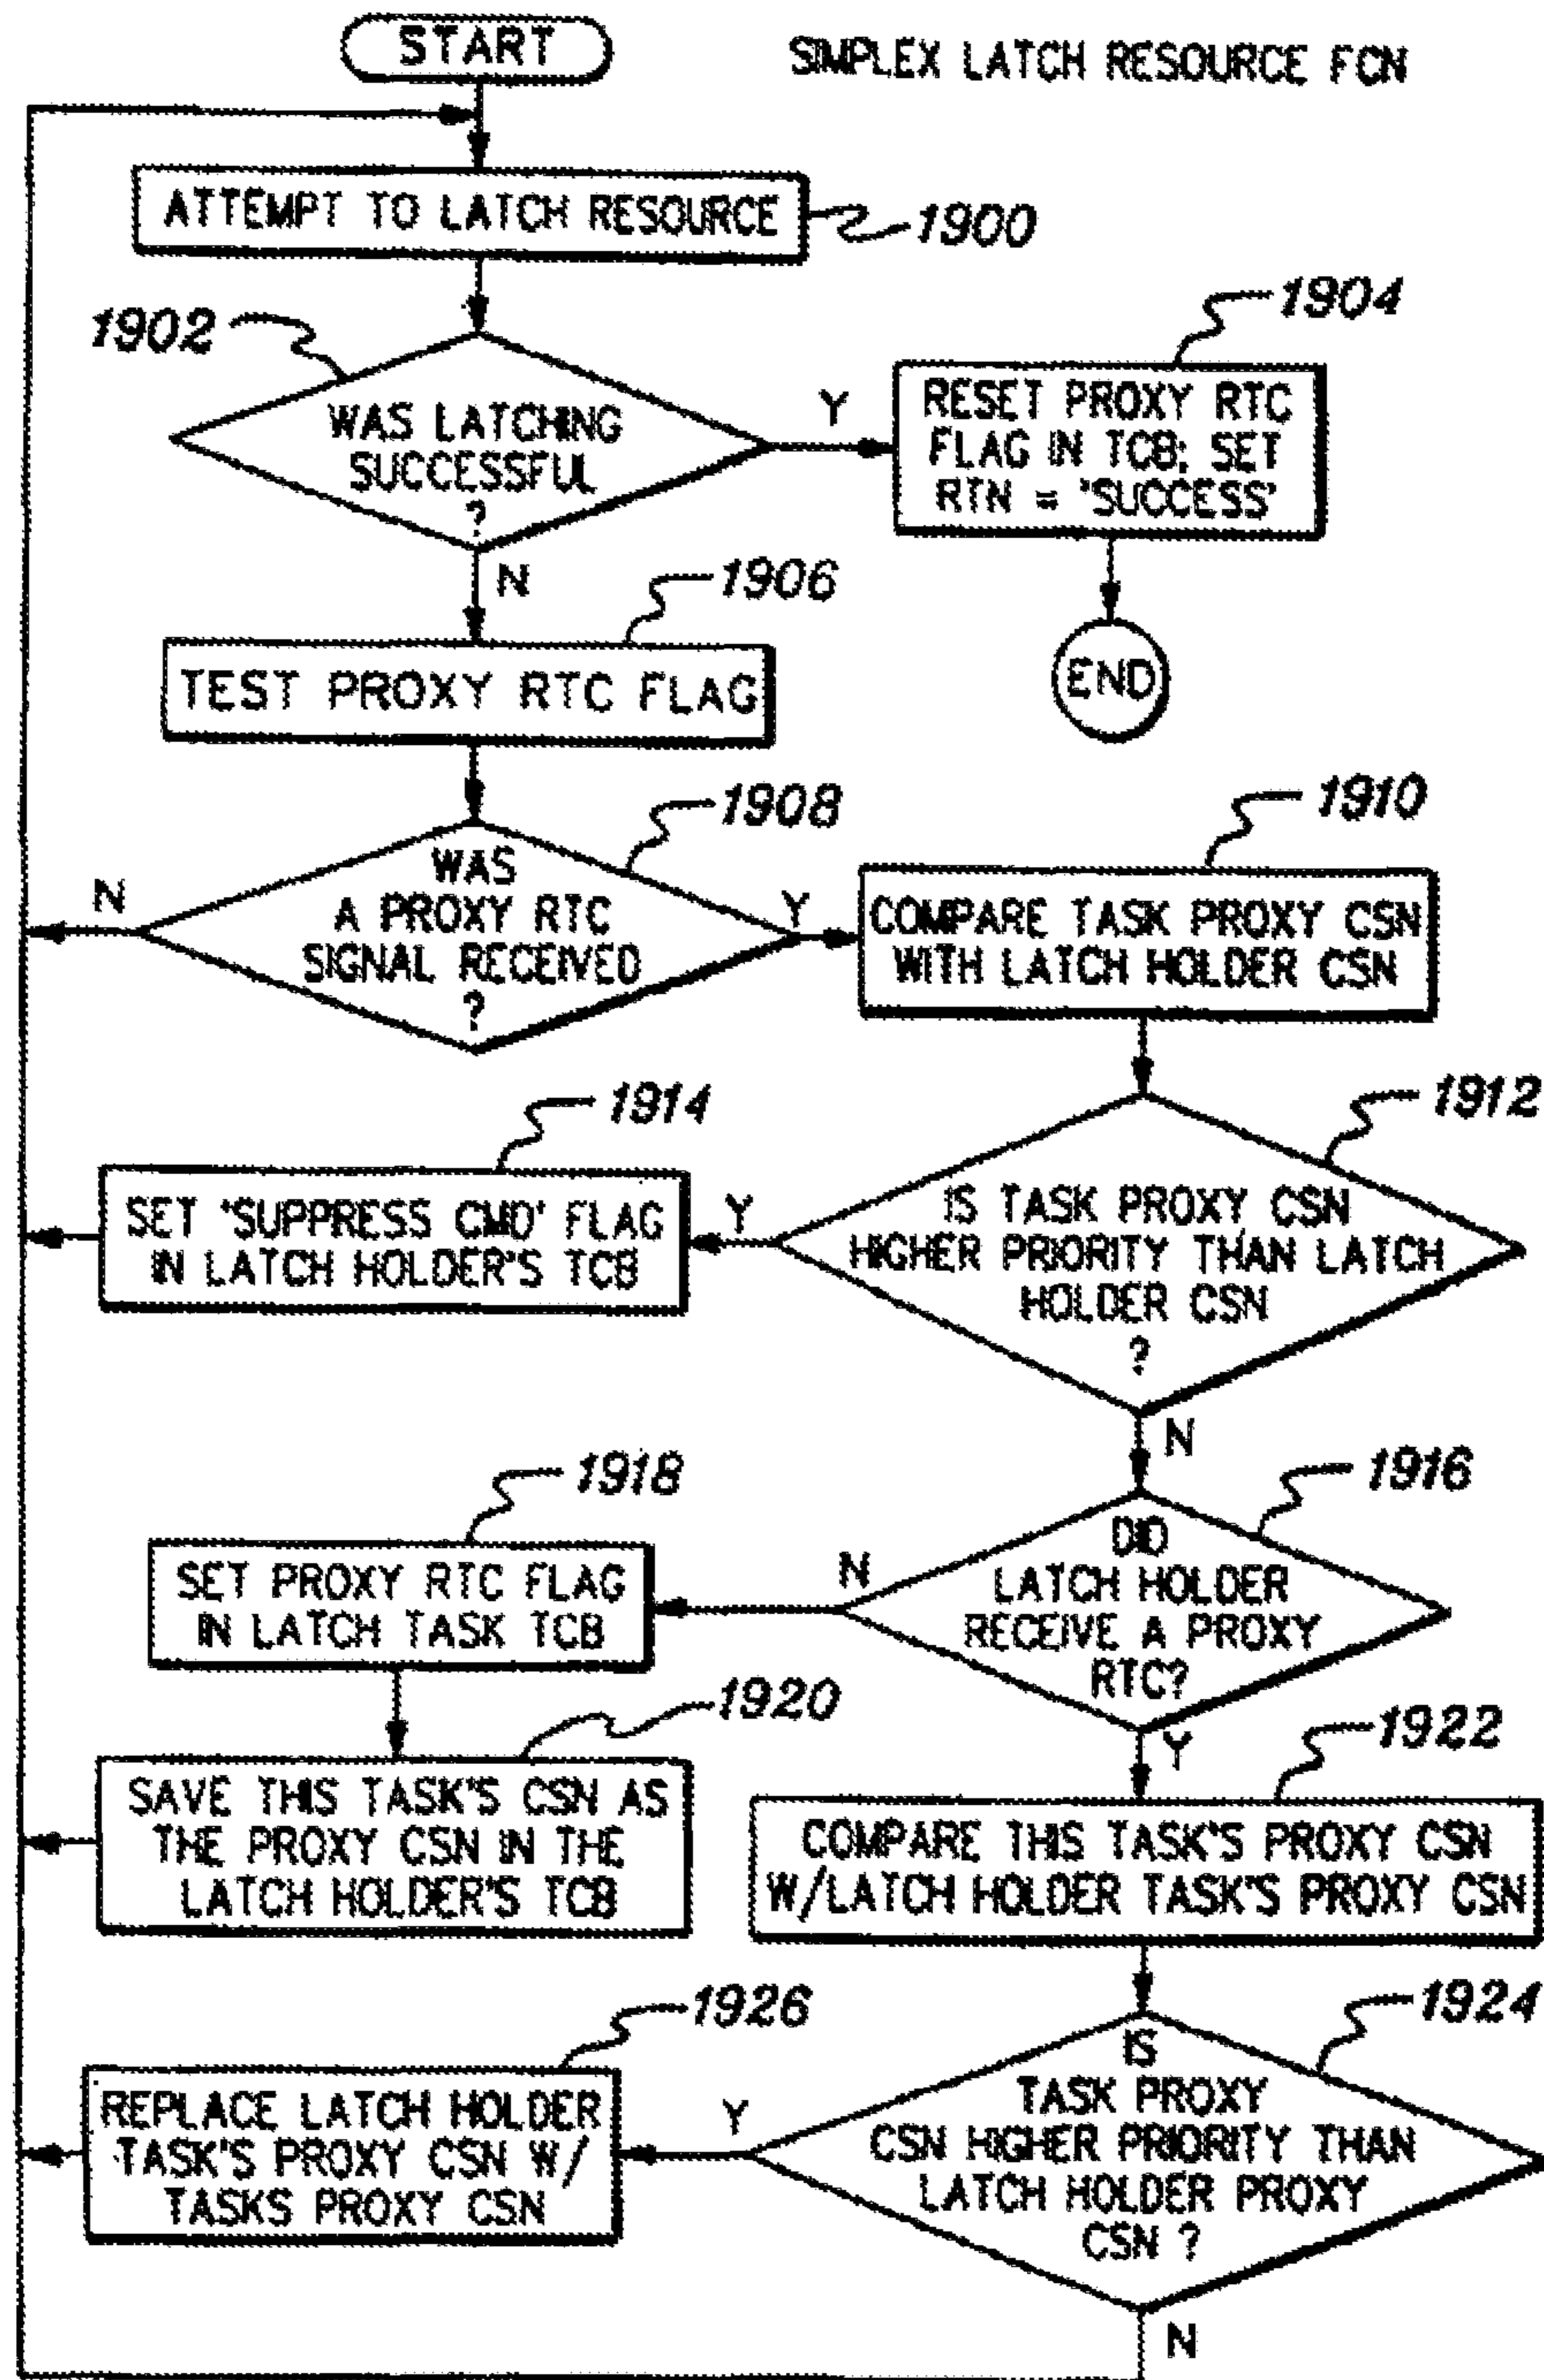 START
SIMPLEX LATCH RESOURCE FCN
ATTEMPT TO LATCH RESOURCE
1900
1902
WAS LATCHING
SUCCESSFUL
?
Y
N
1904
RESET PROXY RTC
FLAG IN TCB; SET
RTN = 'SUCCESS'
END
1906
TEST PROXY RTC FLAG
1908
WAS
A PROXY RTC
SIGNAL RECEIVED
?
N
Y
1910
COMPARE TASK PROXY CSN
WITH LATCH HOLDER CSN
1912
IS TASK PROXY CSN
HIGHER PRIORITY THAN LATCH
HOLDER CSN
?
Y
N
1914
SET 'SUPPRESS CMD' FLAG
IN LATCH HOLDER'S TCB
1916
DID
LATCH HOLDER
RECEIVE A PROXY
RTC?
N
Y
1918
SET PROXY RTC FLAG
IN LATCH TASK TCB
1920
SAVE THIS TASK'S CSN AS
THE PROXY CSN IN THE
LATCH HOLDER'S TCB
1922
COMPARE THIS TASK'S PROXY CSN
W/LATCH HOLDER TASK'S PROXY CSN
1924
IS
TASK PROXY
CSN HIGHER PRIORITY THAN
LATCH HOLDER PROXY
CSN ?
Y
N
1926
REPLACE LATCH HOLDER
TASK'S PROXY CSN W/
TASKS PROXY CSN